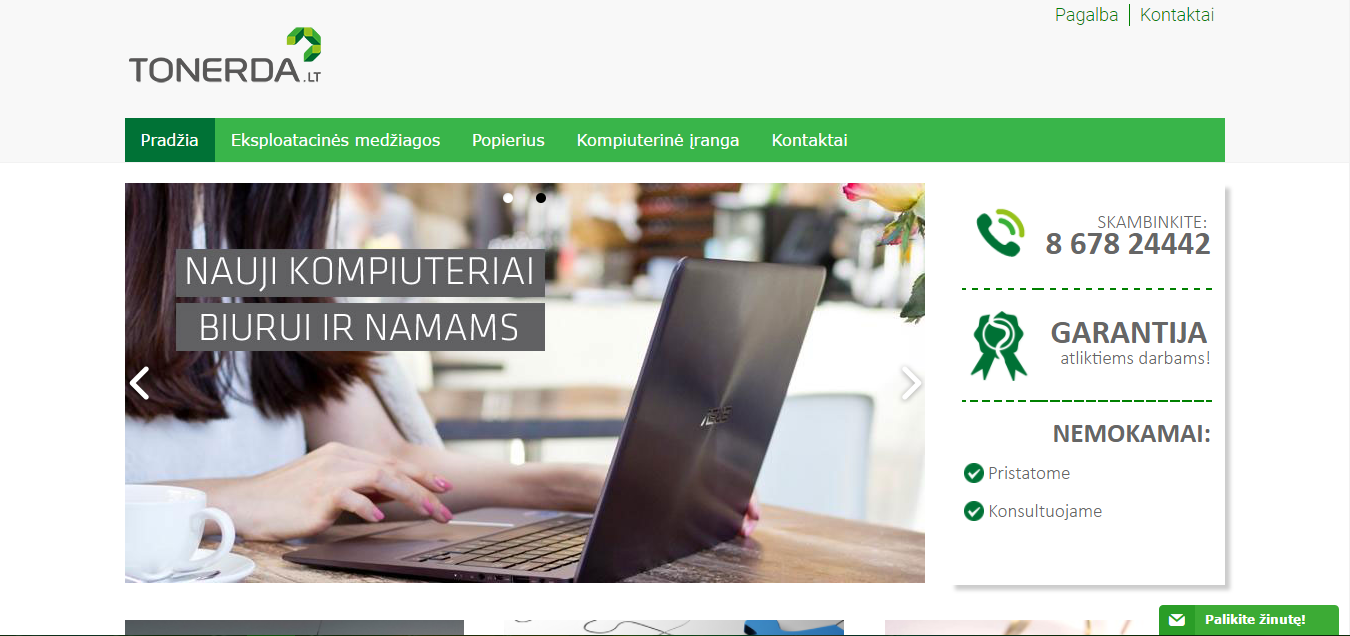 Pagalba | Kontaktai
TONERDA.LT
Pradžia Eksploatacinės medžiagos Popierius Kompiuterinė įranga Kontaktai
NAUJI KOMPIUTERIAI
BIURUI IR NAMAMS
ASUS
SKAMBINKITE:
8 678 24442
GARANTIJA
atliktiems darbams!
NEMOKAMAI:
Pristatome
Konsultuojame
Palikite žinutę!